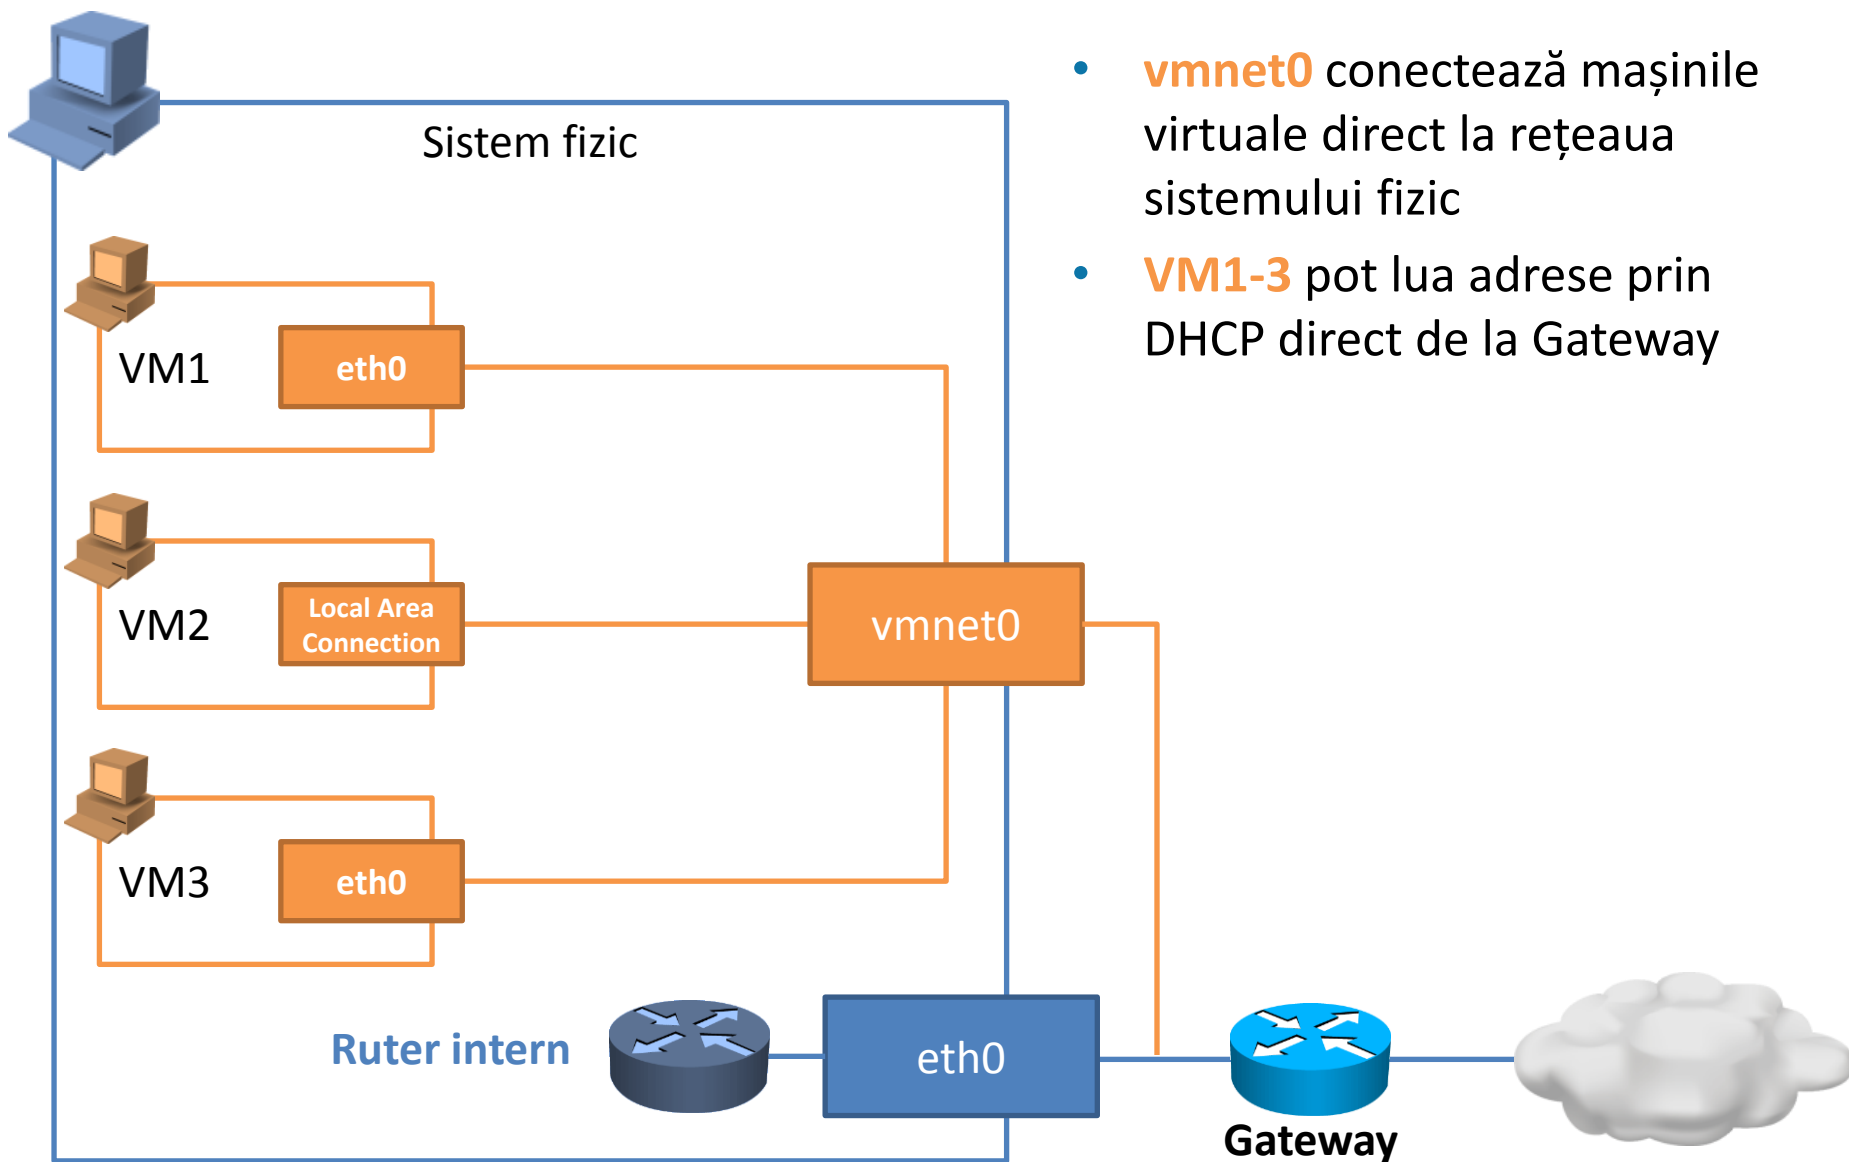 Sistem fizic
VM1
eth0
VM2
Local Area
Connection
vmnet0
VM3
eth0
Ruter intern
eth0
Gateway
• vmnet0 conectează mașinile
virtuale direct la rețeaua
sistemului fizic
• VM1-3 pot lua adrese prin
DHCP direct de la Gateway